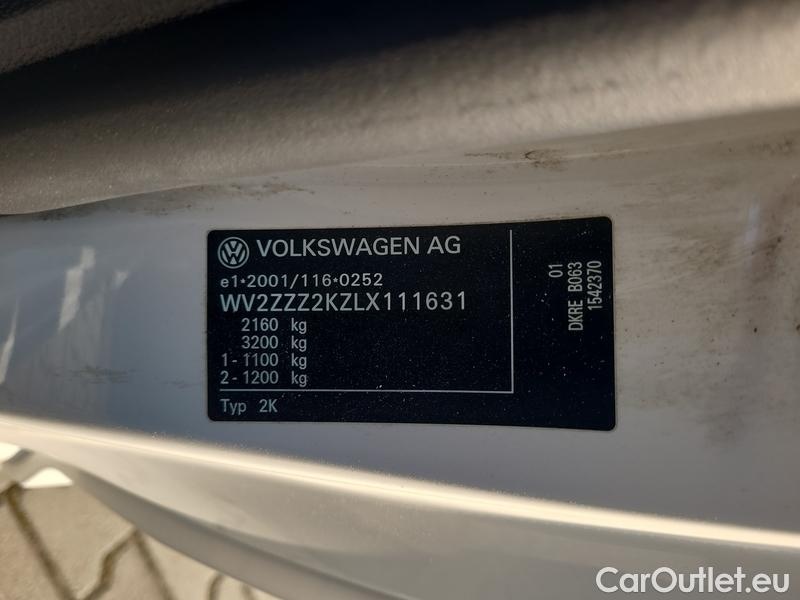 VOLKSWAGEN AG
e1*2001/116*0252
WV2ZZZ2KZLX111631
2160 kg
3200 kg
1 - 1100 kg
2 - 1200 kg
Typ 2K
01
DKRE B063
1542370
CarOutlet.eu